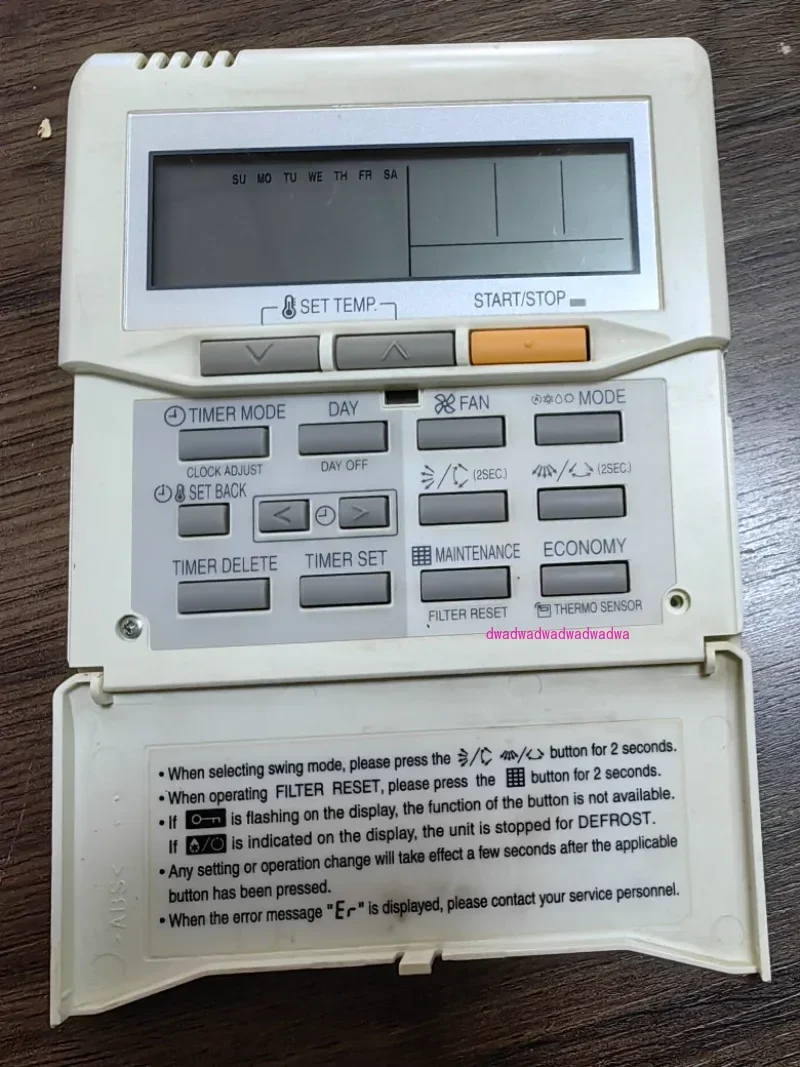 SU MO TU WE TH FR SA
SET TEMP.
START/STOP
TIMER MODE
DAY
FAN
MODE
CLOCK ADJUST
DAY OFF
(2SEC.)
(2SEC.)
SET BACK
< >
TIMER DELETE
TIMER SET
MAINTENANCE
ECONOMY
FILTER RESET
THERMO SENSOR
dwadwadwadwadwadwa
• When selecting swing mode, please press the / / button for 2 seconds.
• When operating FILTER RESET, please press the button for 2 seconds.
• If is flashing on the display, the function of the button is not available.
If / is indicated on the display, the unit is stopped for DEFROST.
• Any setting or operation change will take effect a few seconds after the applicable
button has been pressed.
• When the error message "Er" is displayed, please contact your service personnel.
>ABS<